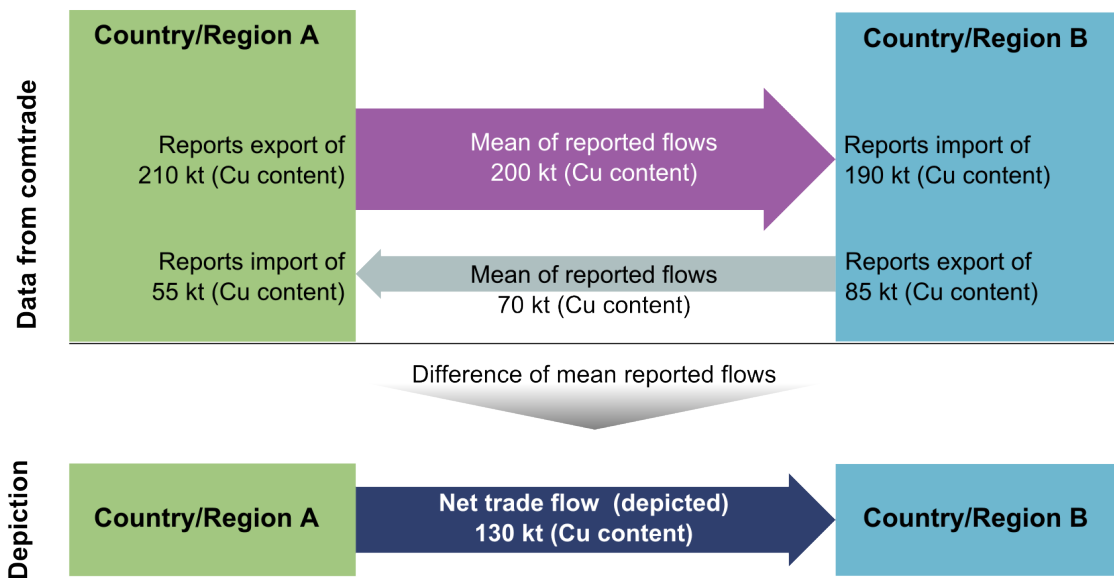 Country/Region A
Country/Region B
Data from comtrade
Reports export of
210 kt (Cu content)
Mean of reported flows
200 kt (Cu content)
Reports import of
190 kt (Cu content)
Reports import of
55 kt (Cu content)
Mean of reported flows
70 kt (Cu content)
Reports export of
85 kt (Cu content)
Difference of mean reported flows
Depiction
Country/Region A
Net trade flow (depicted)
130 kt (Cu content)
Country/Region B